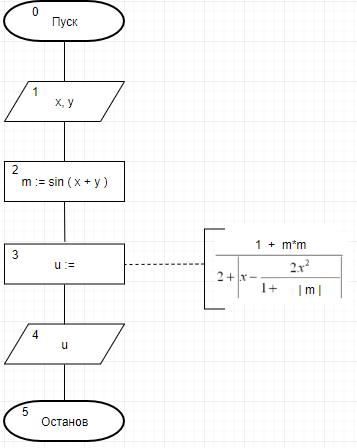 0
Пуск
1
x, y
2
m := sin ( x + y )
3
u :=
1 + m*m
2 + | x − 2x² / 1 + | m | |
4
u
5
Останов